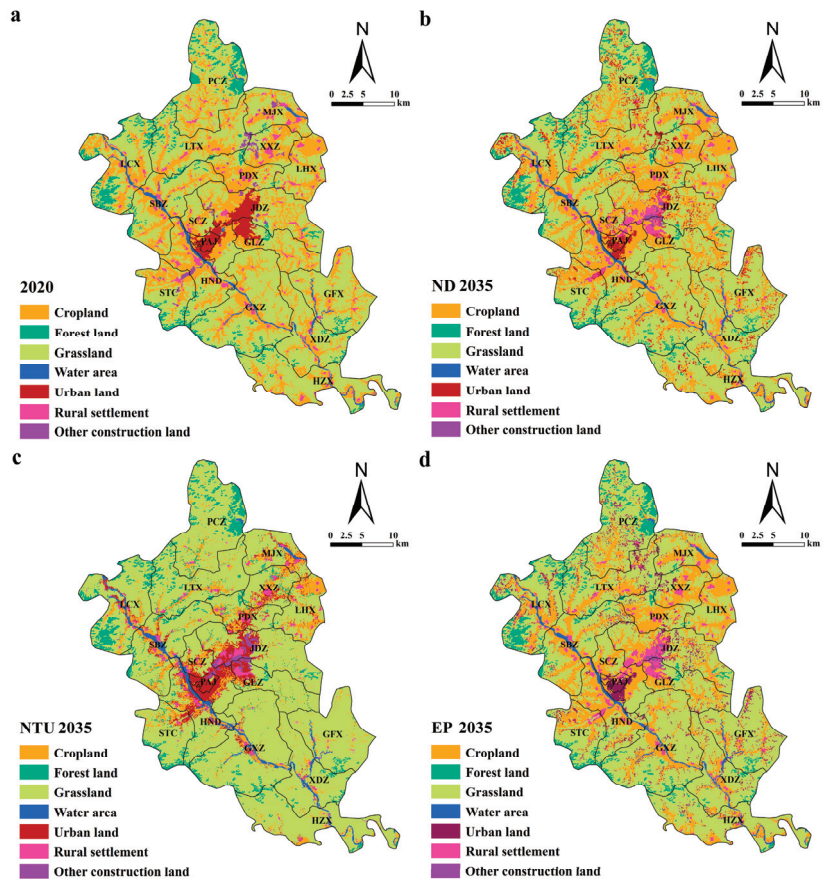 a
N
0 2.5 5 10
km
PCZ
MJX
LTX
XXZ
LCX
LHX
PDX
SBZ
SCZ
JDZ
PAJ
GLZ
STC
HND
GFX
GXZ
XDZ
HZX
2020
Cropland
Forest land
Grassland
Water area
Urban land
Rural settlement
Other construction land
b
N
0 2.5 5 10
km
PCZ
MJX
LTX
XXZ
LCX
LHX
PDX
SBZ
SCZ
JDZ
PAJ
GLZ
STC
HND
GFX
GXZ
XDZ
HZX
ND 2035
Cropland
Forest land
Grassland
Water area
Urban land
Rural settlement
Other construction land
c
N
0 2.5 5 10
km
PCZ
MJX
LTX
XXZ
LCX
LHX
PDX
SBZ
SCZ
JDZ
PAJ
GLZ
STC
HND
GFX
GXZ
XDZ
HZX
NTU 2035
Cropland
Forest land
Grassland
Water area
Urban land
Rural settlement
Other construction land
d
N
0 2.5 5 10
km
PCZ
MJX
LTX
XXZ
LCX
LHX
PDX
SBZ
SCZ
JDZ
PAJ
GLZ
STC
HND
GFX
GXZ
XDZ
HZX
EP 2035
Cropland
Forest land
Grassland
Water area
Urban land
Rural settlement
Other construction land